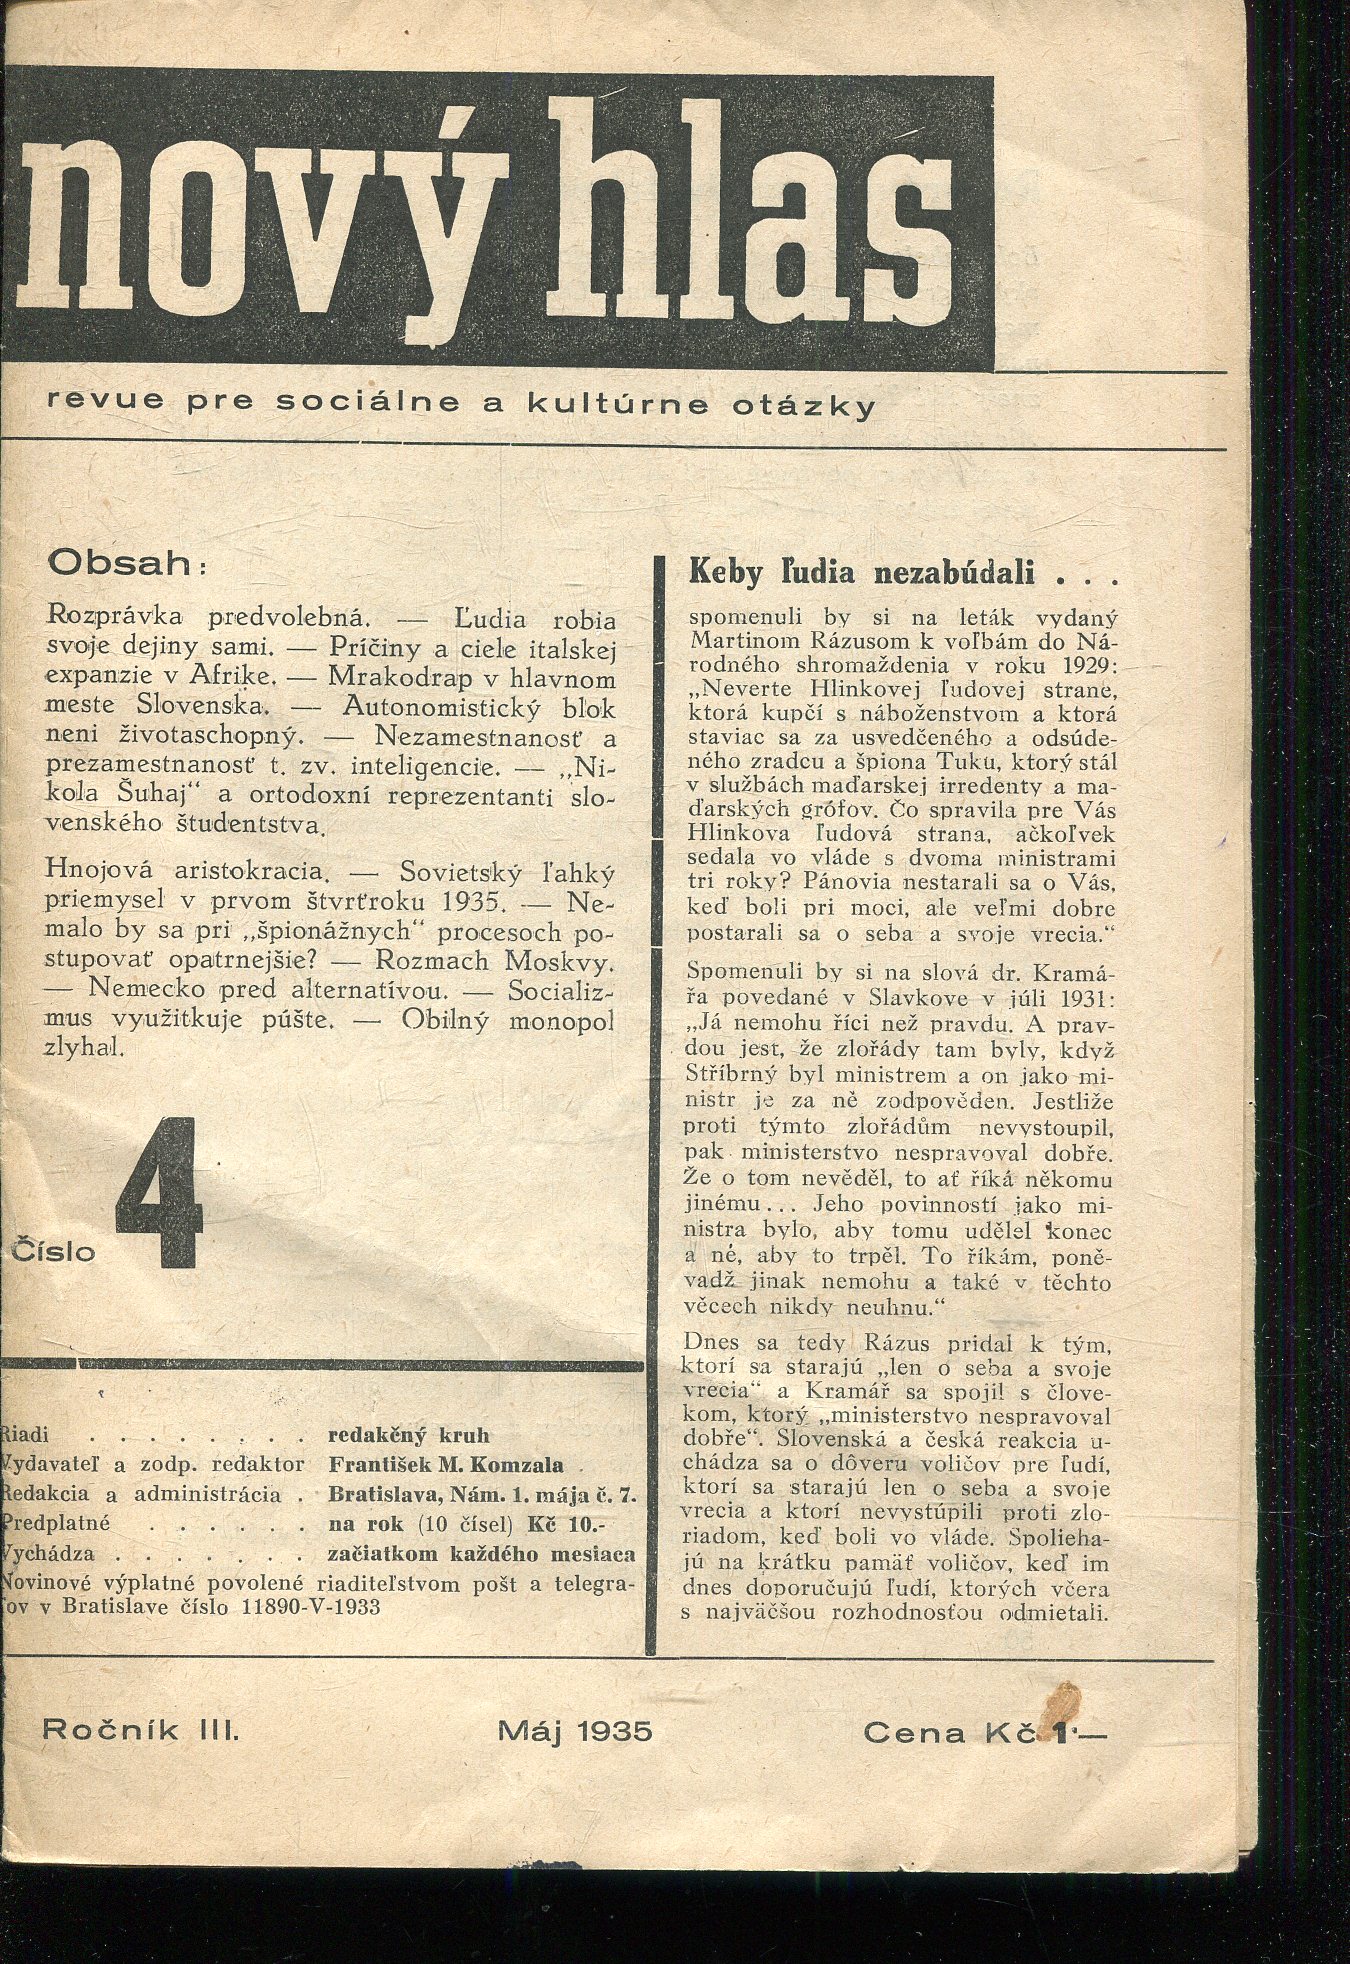 nový hlas
revue pre sociálne a kultúrne otázky
Obsah:
Rozprávka predvolebná. — Ľudia robia
svoje dejiny sami. — Príčiny a ciele italskej
expanzie v Afrike. — Mrakodrap v hlavnom
meste Slovenska. — Autonomistický blok
neni životaschopný. — Nezamestnanosť a
prezamestnanosť t. zv. inteligencie. — „Ni-
kola Šuhaj“ a ortodoxní reprezentanti slo-
venského študentstva.
Hnojová aristokracia. — Sovietský ľahký
priemysel v prvom štvrťroku 1935. — Ne-
malo by sa pri „špionážnych“ procesoch po-
stupovať opatrnejšie? — Rozmach Moskvy.
— Nemecko pred alternatívou. — Socializ-
mus využitkuje púšte. — Obilný monopol
zlyhal.
Číslo 4
Riadi . . . . . . . . redakčný kruh
Vydavateľ a zodp. redaktor František M. Komzala
Redakcia a administrácia . Bratislava, Nám. 1. mája č. 7.
Predplatné . . . . . . na rok (10 čísel) Kč 10.-
Vychádza . . . . . . . začiatkom každého mesiaca
Novinové výplatné povolené riaditeľstvom pošt a telegra-
fov v Bratislave číslo 11890-V-1933
Keby ľudia nezabúdali . . .
spomenuli by si na leták vydaný
Martinom Rázusom k voľbám do Ná-
rodného shromaždenia v roku 1929:
„Neverte Hlinkovej ľudovej strane,
ktorá kupčí s náboženstvom a ktorá
staviac sa za usvedčeného a odsúde-
ného zradcu a špiona Tuku, ktorý stál
v službách maďarskej irredenty a ma-
ďarských grófov. Čo spravila pre Vás
Hlinkova ľudová strana, ačkoľvek
sedala vo vláde s dvoma ministrami
tri roky? Pánovia nestarali sa o Vás,
keď boli pri moci, ale veľmi dobre
postarali sa o seba a svoje vrecia.“
Spomenuli by si na slová dr. Kramá-
řa povedané v Slavkove v júli 1931:
„Já nemohu říci než pravdu. A prav-
dou jest, že zlořády tam byly, když
Stříbrný byl ministrem a on jako mi-
nistr je za ně zodpověden. Jestliže
proti týmto zlořádům nevystoupil,
pak ministerstvo nespravoval dobře.
Že o tom nevěděl, to ať říká někomu
jinému... Jeho povinností jako mi-
nistra bylo, aby tomu udělel konec
a né, aby to trpěl. To říkám, poně-
vadž jinak nemohu a také v těchto
věcech nikdy neuhnu.“
Dnes sa tedy Rázus pridal k tým,
ktorí sa starajú „len o seba a svoje
vrecia“ a Kramář sa spojil s člove-
kom, ktorý „ministerstvo nespravoval
dobře“. Slovenská a česká reakcia u-
chádza sa o dôveru voličov pre ľudí,
ktorí sa starajú len o seba a svoje
vrecia a ktorí nevystúpili proti zlo-
riadom, keď boli vo vláde. Spolieha-
jú na krátku pamäť voličov, keď im
dnes doporučujú ľudí, ktorých včera
s najväčšou rozhodnosťou odmietali.
Ročník III.
Máj 1935
Cena Kč 1·—